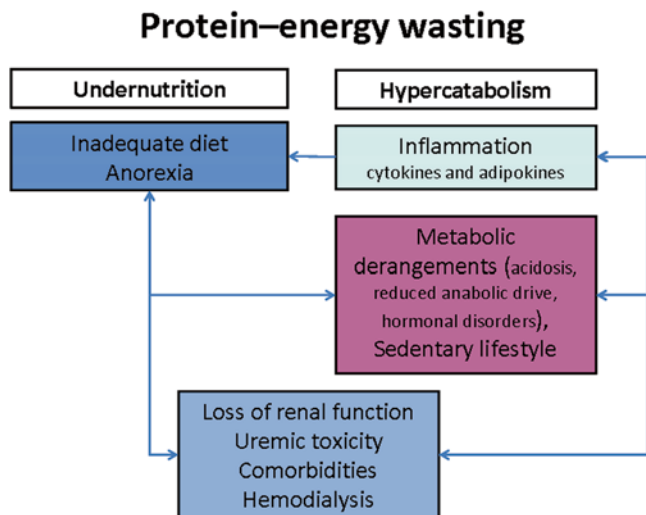 Protein–energy wasting
Undernutrition
Hypercatabolism
Inadequate diet
Anorexia
Inflammation
cytokines and adipokines
Metabolic
derangements (acidosis,
reduced anabolic drive,
hormonal disorders),
Sedentary lifestyle
Loss of renal function
Uremic toxicity
Comorbidities
Hemodialysis